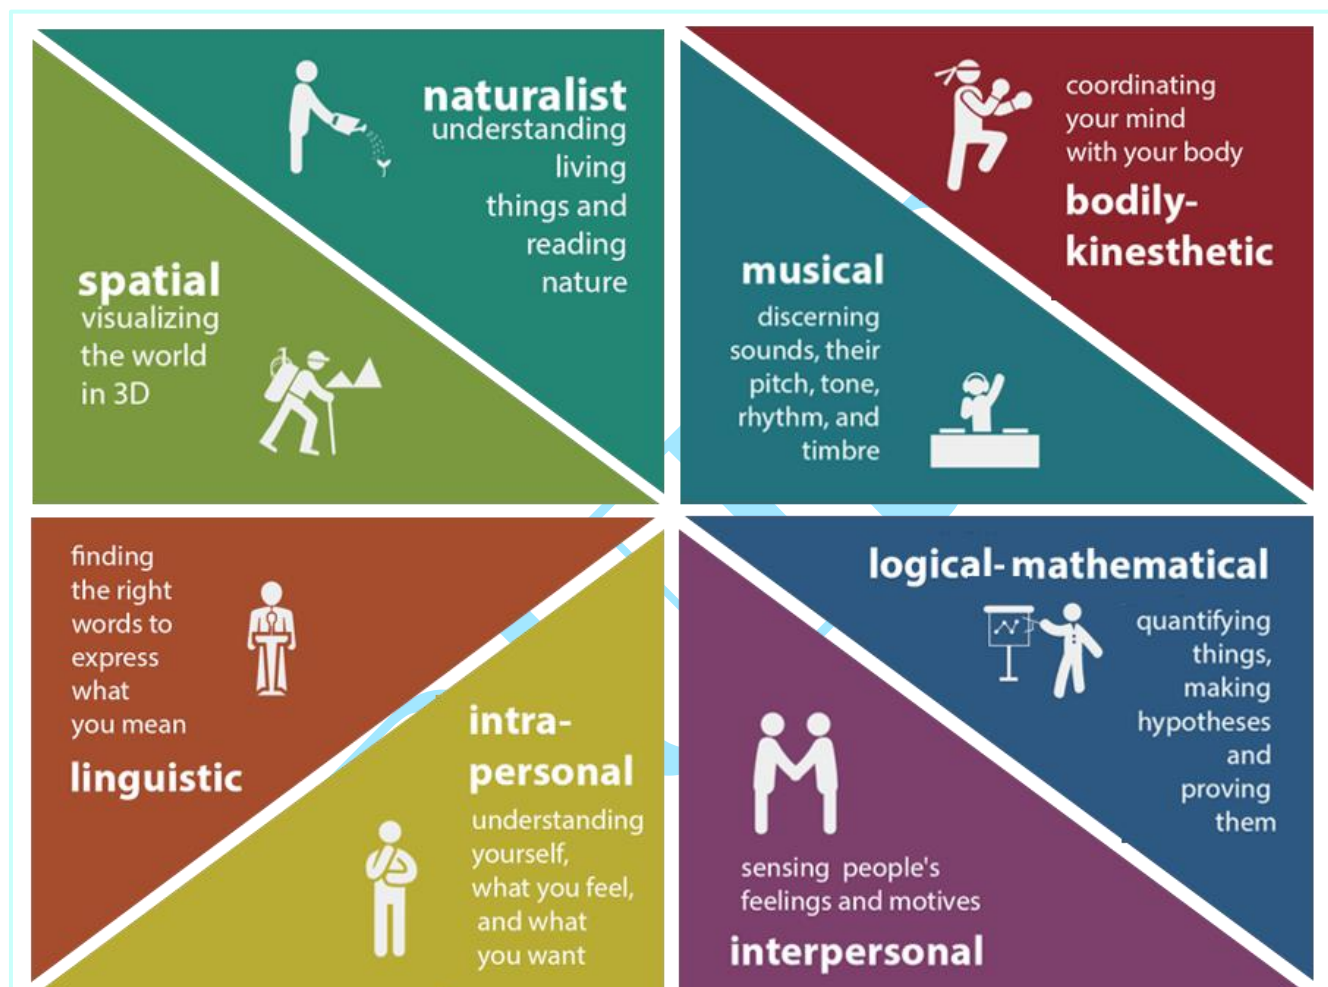 naturalist
understanding
living
things and
reading
nature
spatial
visualizing
the world
in 3D
coordinating
your mind
with your body
bodily-
kinesthetic
musical
discerning
sounds, their
pitch, tone,
rhythm, and
timbre
finding
the right
words to
express
what
you mean
linguistic
intra-
personal
understanding
yourself,
what you feel,
and what
you want
logical-mathematical
quantifying
things,
making
hypotheses
and
proving
them
sensing people's
feelings and motives
interpersonal